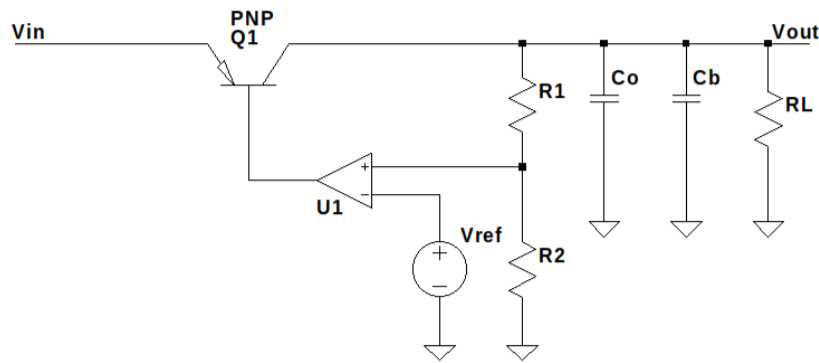 PNP
Vin
Q1
Vout
R1
Co
Cb
RL
+
-
U1
Vref
+
-
R2